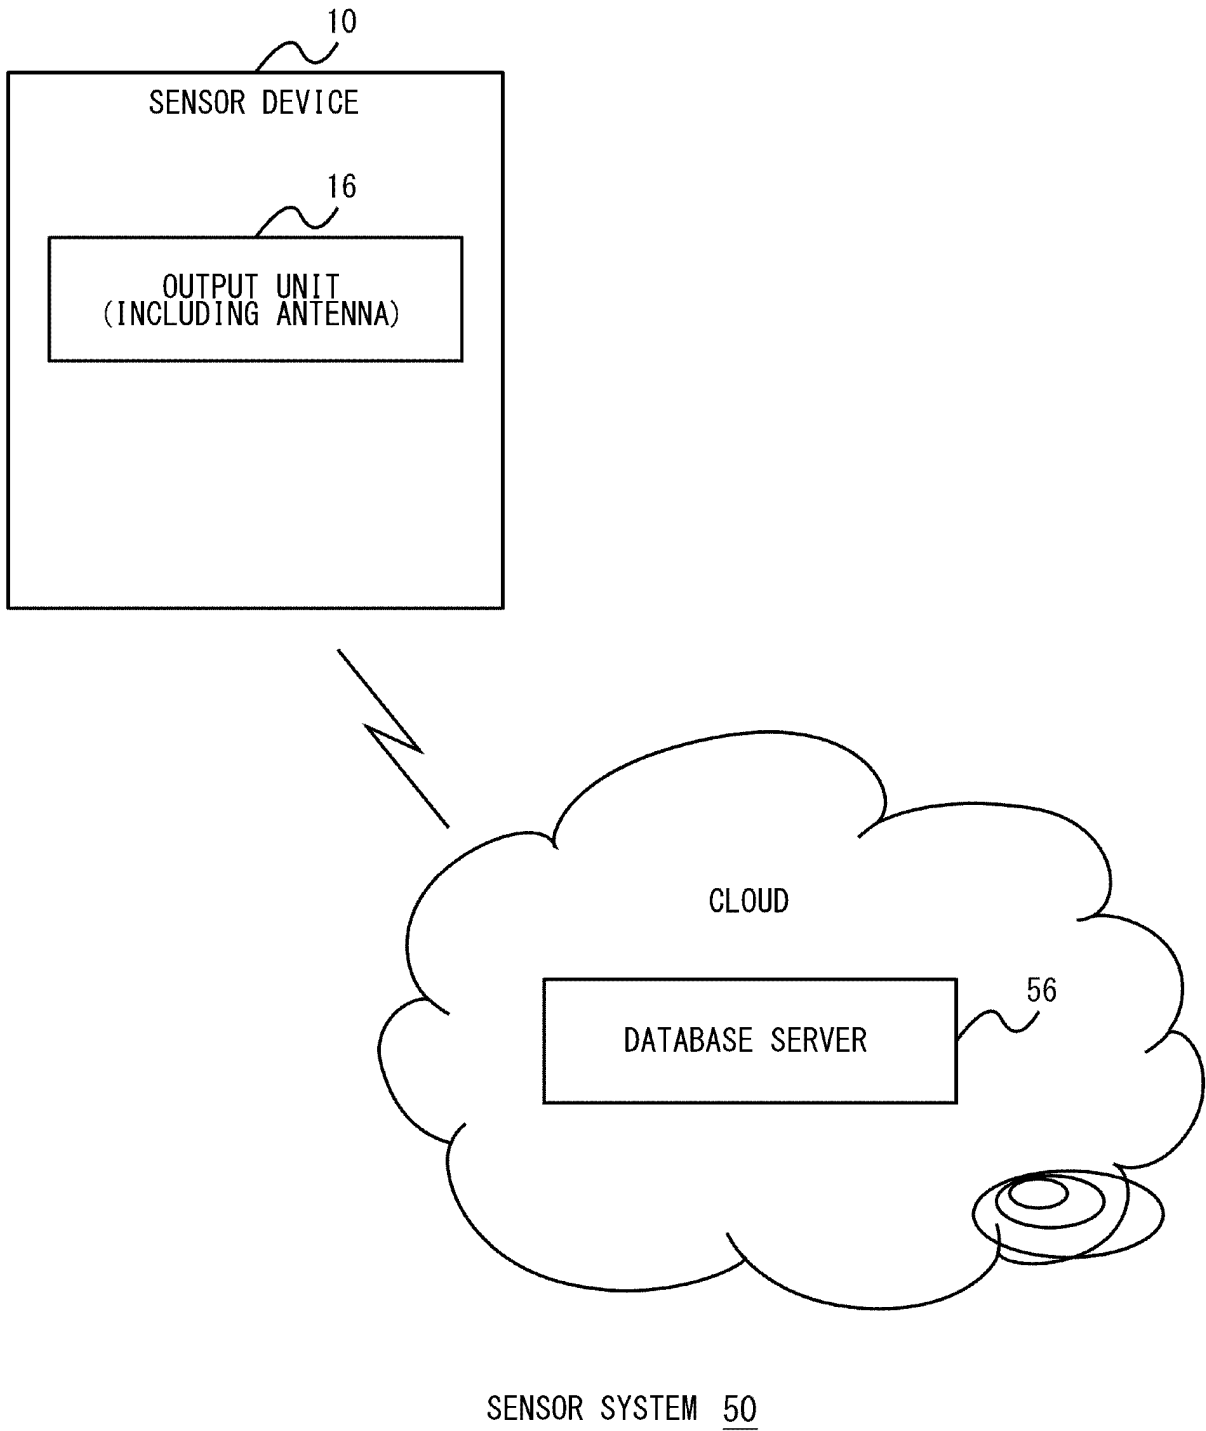 10
SENSOR DEVICE
16
OUTPUT UNIT
(INCLUDING ANTENNA)
CLOUD
56
DATABASE SERVER
SENSOR SYSTEM 50